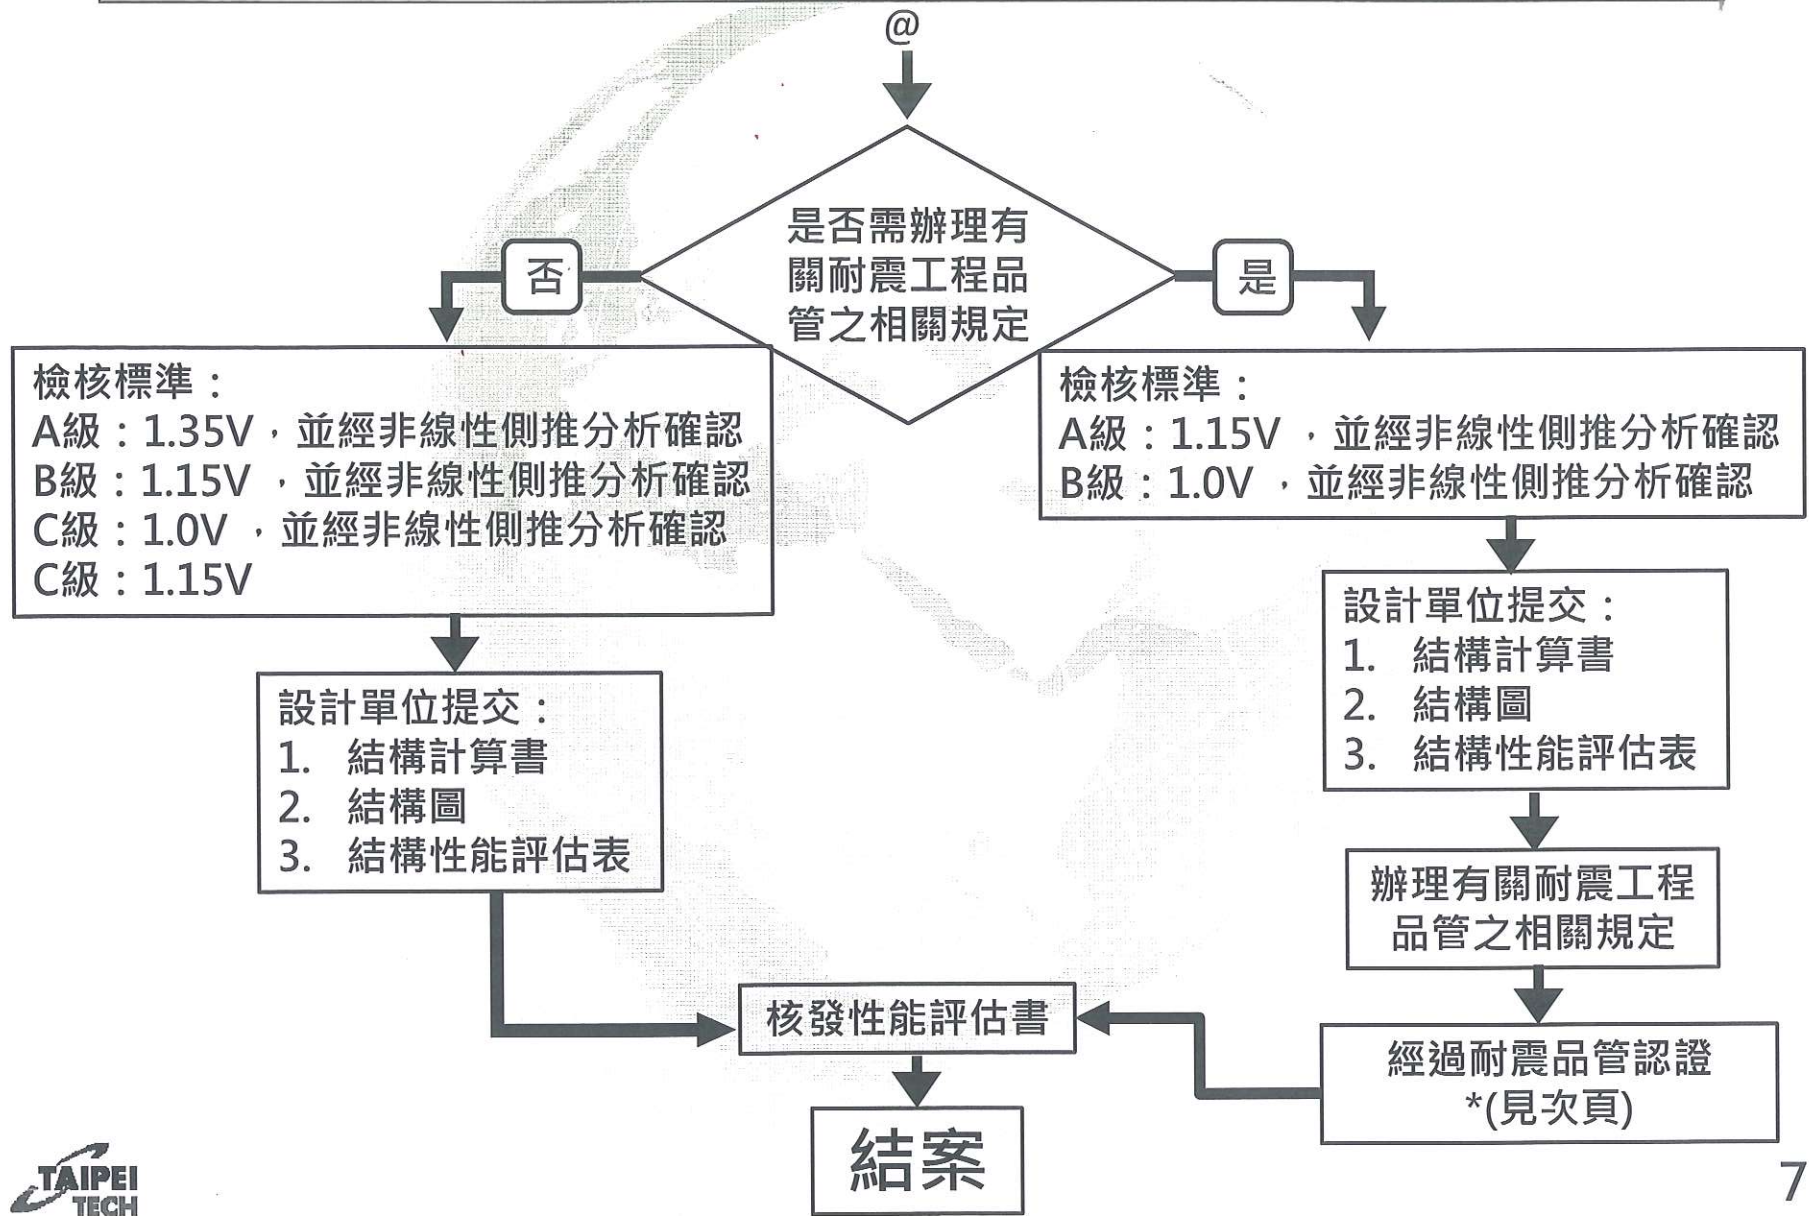 @
是否需辦理有
關耐震工程品
管之相關規定
否
是
檢核標準：
A級：1.35V，並經非線性側推分析確認
B級：1.15V ，並經非線性側推分析確認
C級：1.0V ，並經非線性側推分析確認
C級：1.15V
設計單位提交：
1. 結構計算書
2. 結構圖
3. 結構性能評估表
檢核標準：
A級：1.15V ，並經非線性側推分析確認
B級：1.0V ，並經非線性側推分析確認
設計單位提交：
1. 結構計算書
2. 結構圖
3. 結構性能評估表
辦理有關耐震工程
品管之相關規定
經過耐震品管認證
*(見次頁)
核發性能評估書
結案
TAIPEI
TECH
7